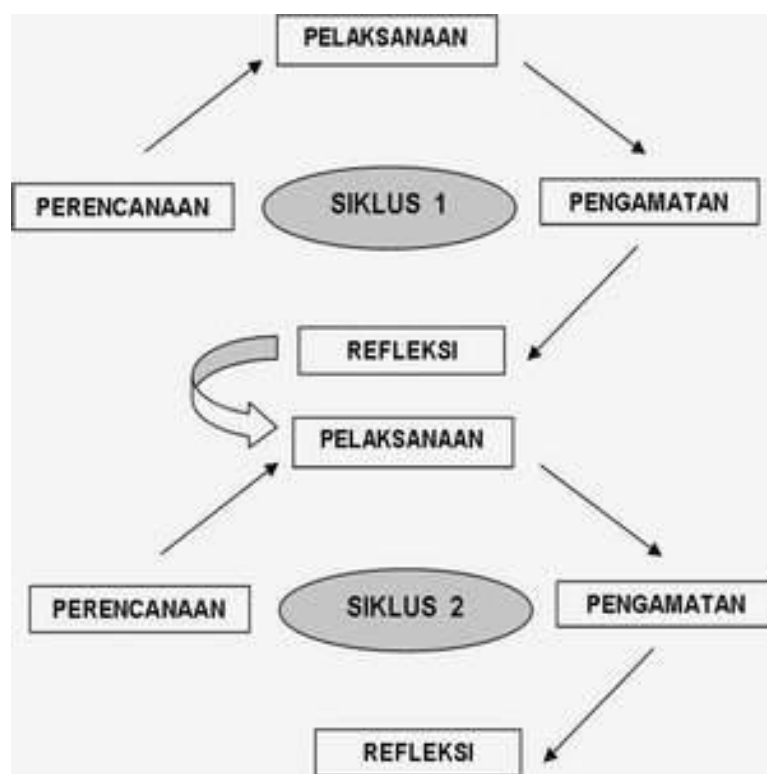 PELAKSANAAN
PERENCANAAN
SIKLUS 1
PENGAMATAN
REFLEKSI
PELAKSANAAN
PERENCANAAN
SIKLUS 2
PENGAMATAN
REFLEKSI